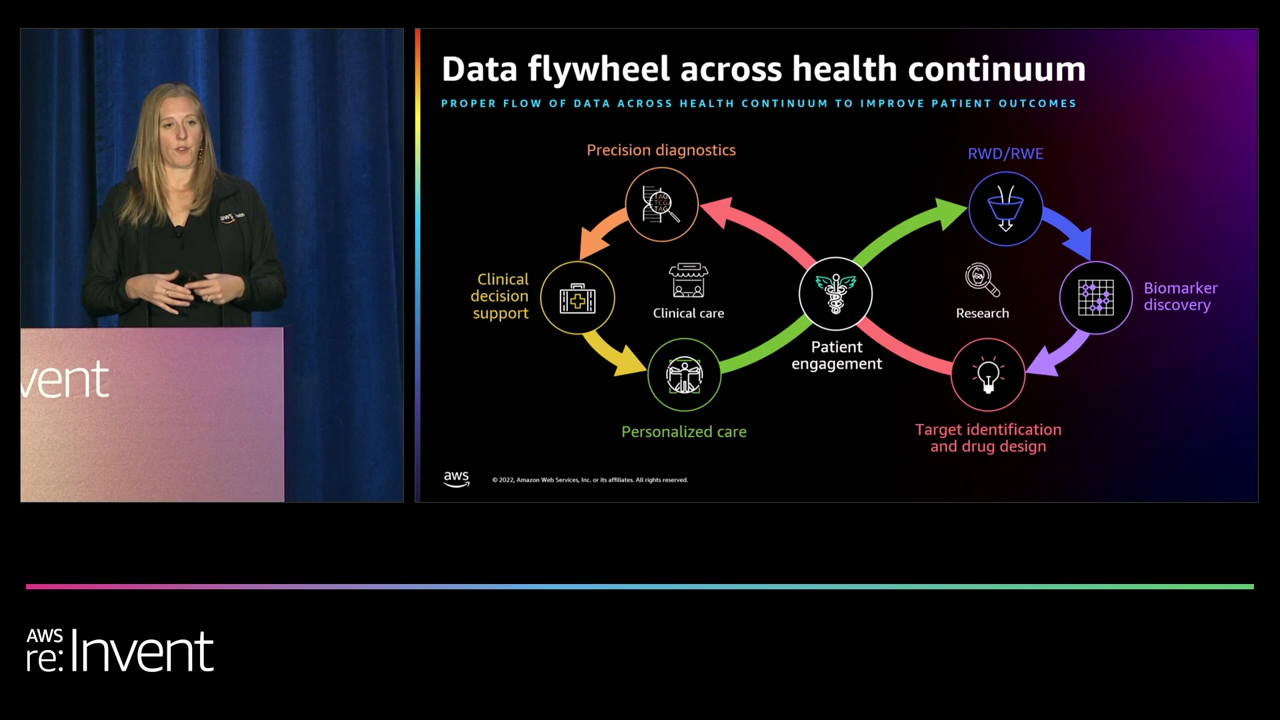 Data flywheel across health continuum
PROPER FLOW OF DATA ACROSS HEALTH CONTINUUM TO IMPROVE PATIENT OUTCOMES
Precision diagnostics
RWD/RWE
Clinical
decision
support
Clinical care
Patient
engagement
Research
Biomarker
discovery
Personalized care
Target identification
and drug design
aws
© 2022, Amazon Web Services, Inc. or its affiliates. All rights reserved.
aws
vent
AWS
re:Invent